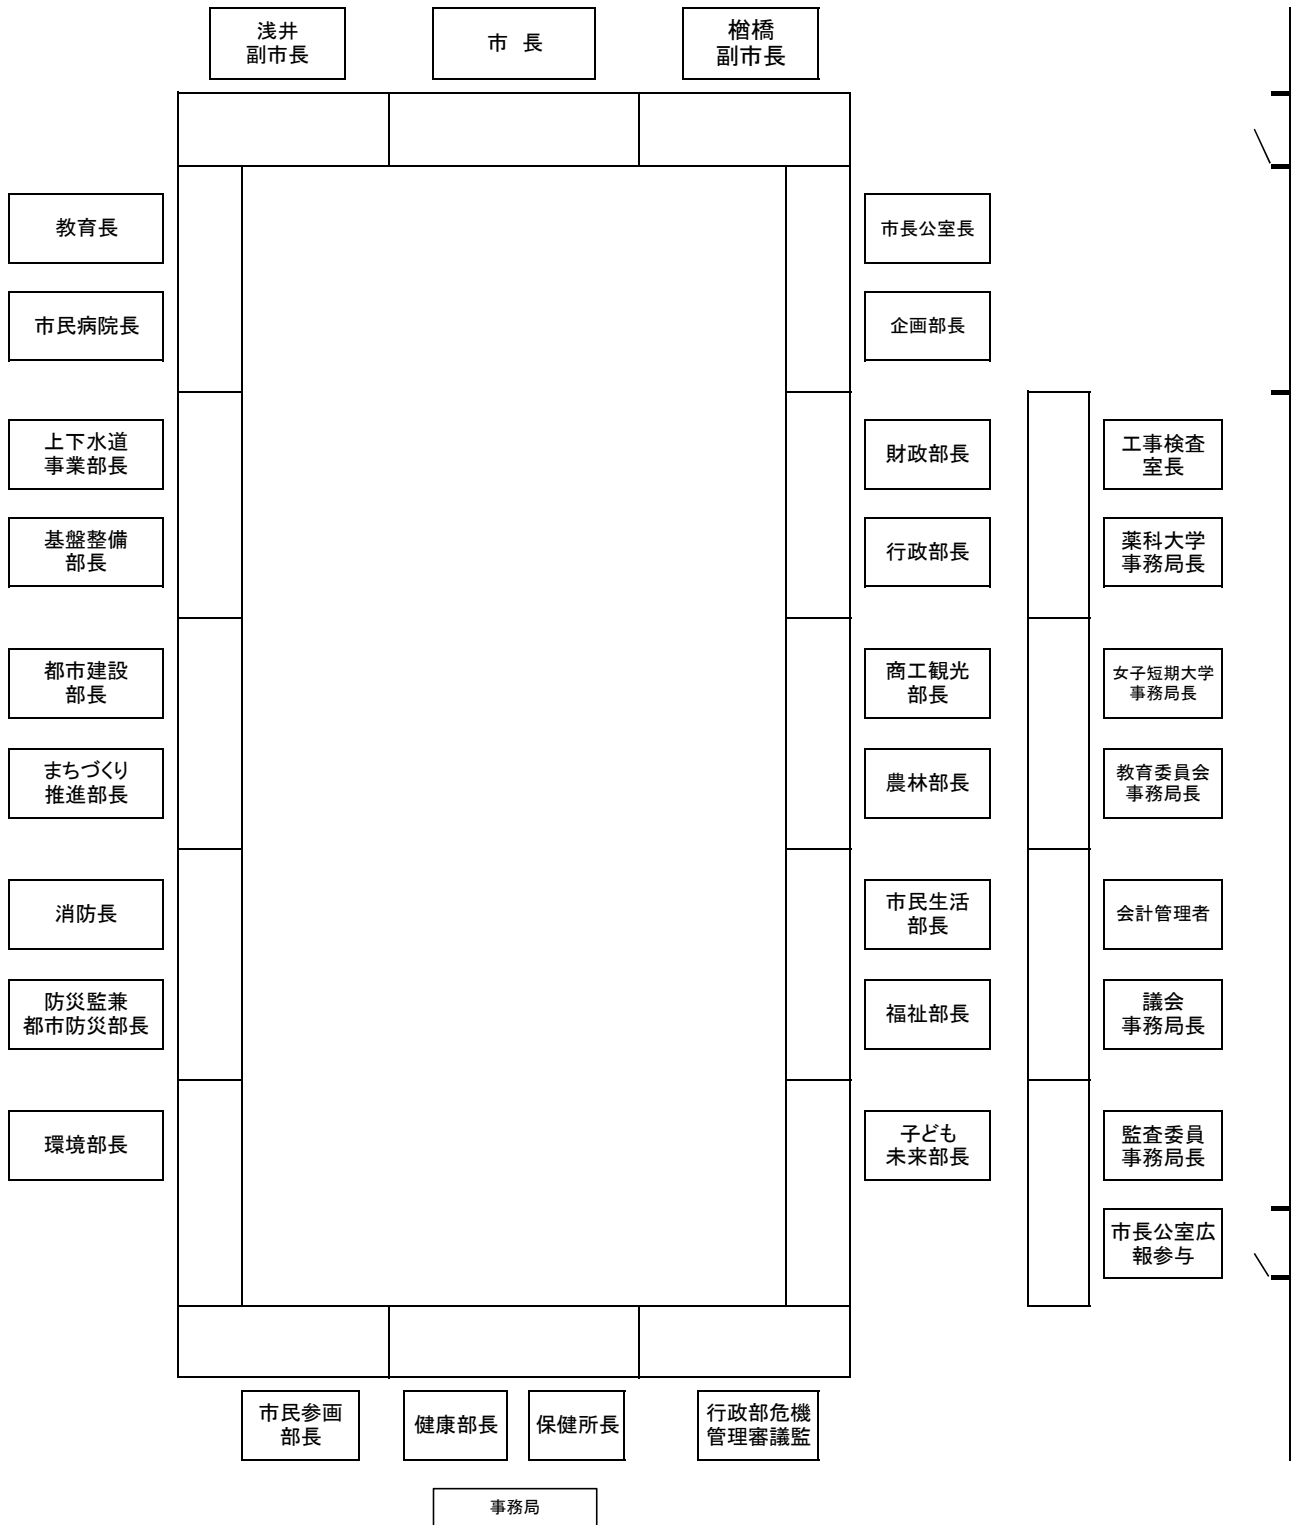 浅井
副市長
市 長
楢橋
副市長
教育長
市長公室長
市民病院長
企画部長
上下水道
事業部長
財政部長
工事検査
室長
基盤整備
部長
行政部長
薬科大学
事務局長
都市建設
部長
商工観光
部長
女子短期大学
事務局長
まちづくり
推進部長
農林部長
教育委員会
事務局長
消防長
市民生活
部長
会計管理者
防災監兼
都市防災部長
福祉部長
議会
事務局長
環境部長
子ども
未来部長
監査委員
事務局長
市長公室広
報参与
市民参画
部長
健康部長
保健所長
行政部危機
管理審議監
事務局